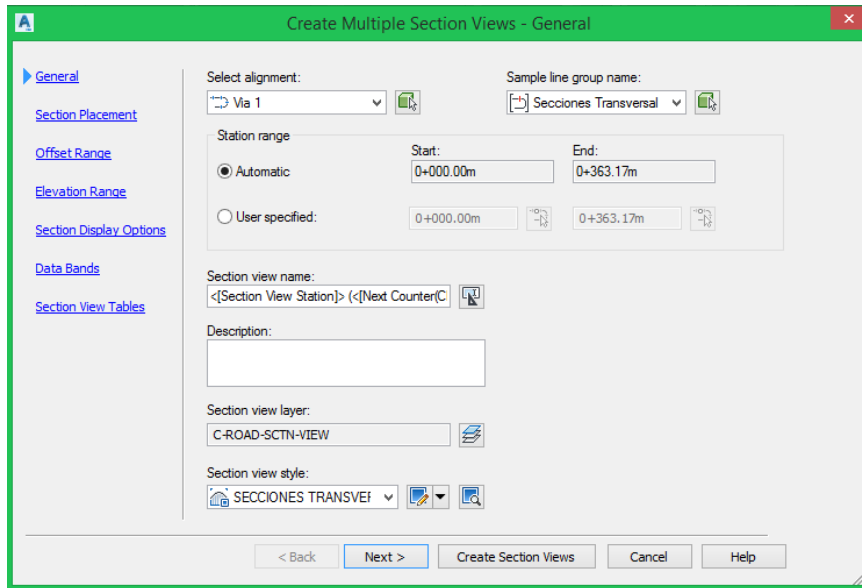 Create Multiple Section Views - General
General
Section Placement
Offset Range
Elevation Range
Section Display Options
Data Bands
Section View Tables
Select alignment:
Sample line group name:
Via 1
Secciones Transversal
Station range
Start:
End:
Automatic
0+000.00m
0+363.17m
User specified:
0+000.00m
0+363.17m
Section view name:
<[Section View Station]> (<[Next Counter(C
Description:
Section view layer:
C-ROAD-SCTN-VIEW
Section view style:
SECCIONES TRANSVER
< Back
Next >
Create Section Views
Cancel
Help